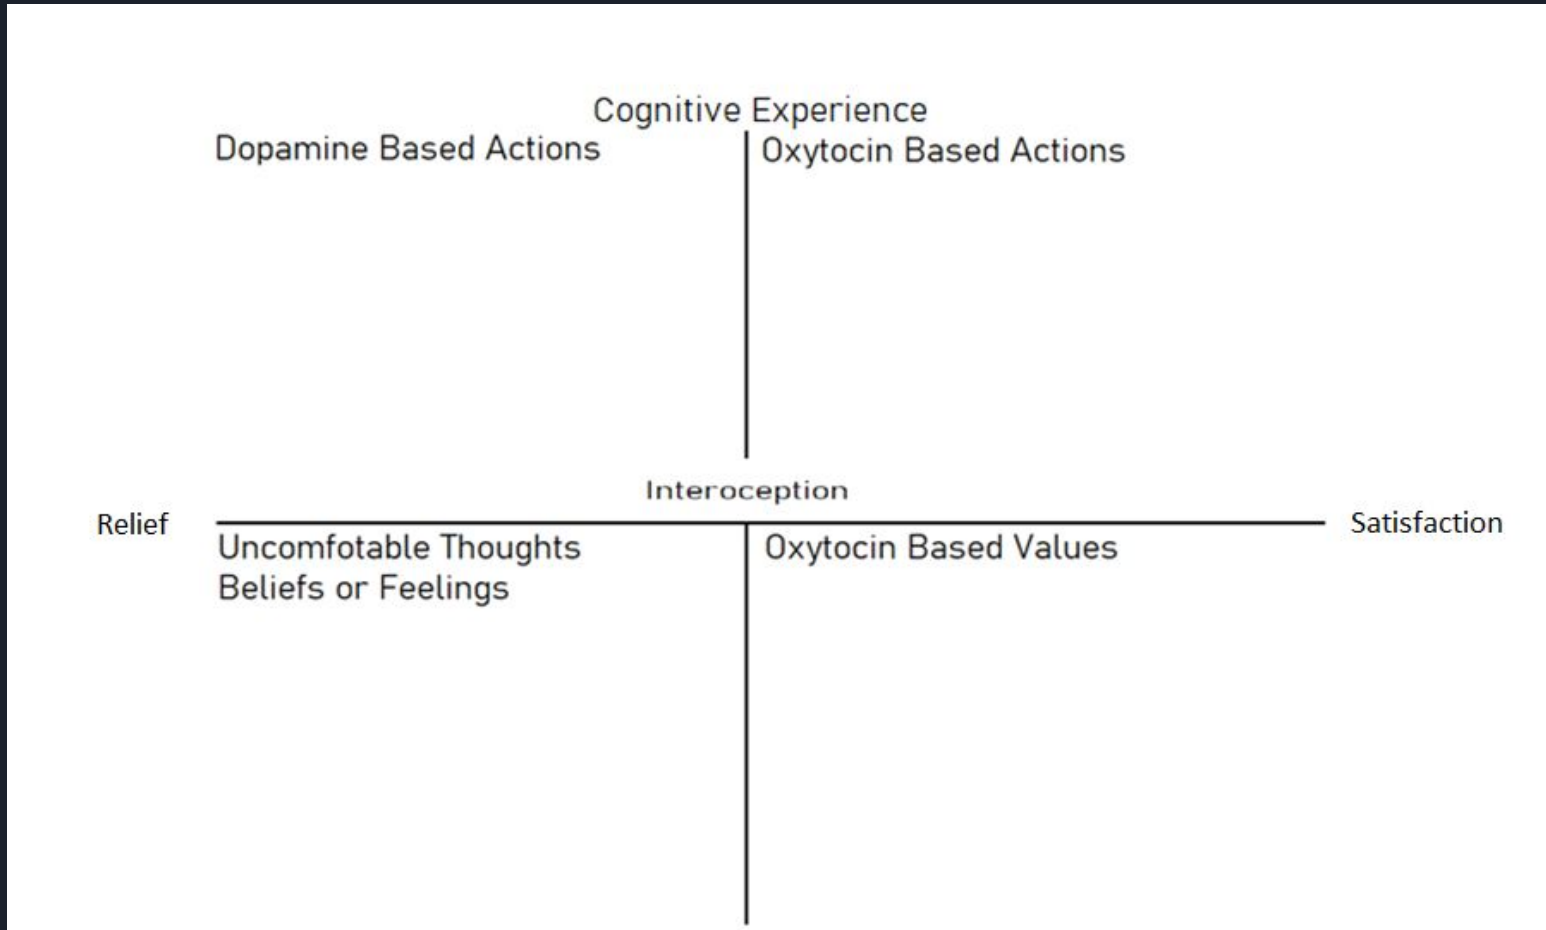 Cognitive Experience
Dopamine Based Actions
Oxytocin Based Actions
Interoception
Relief
Satisfaction
Uncomfotable Thoughts
Beliefs or Feelings
Oxytocin Based Values